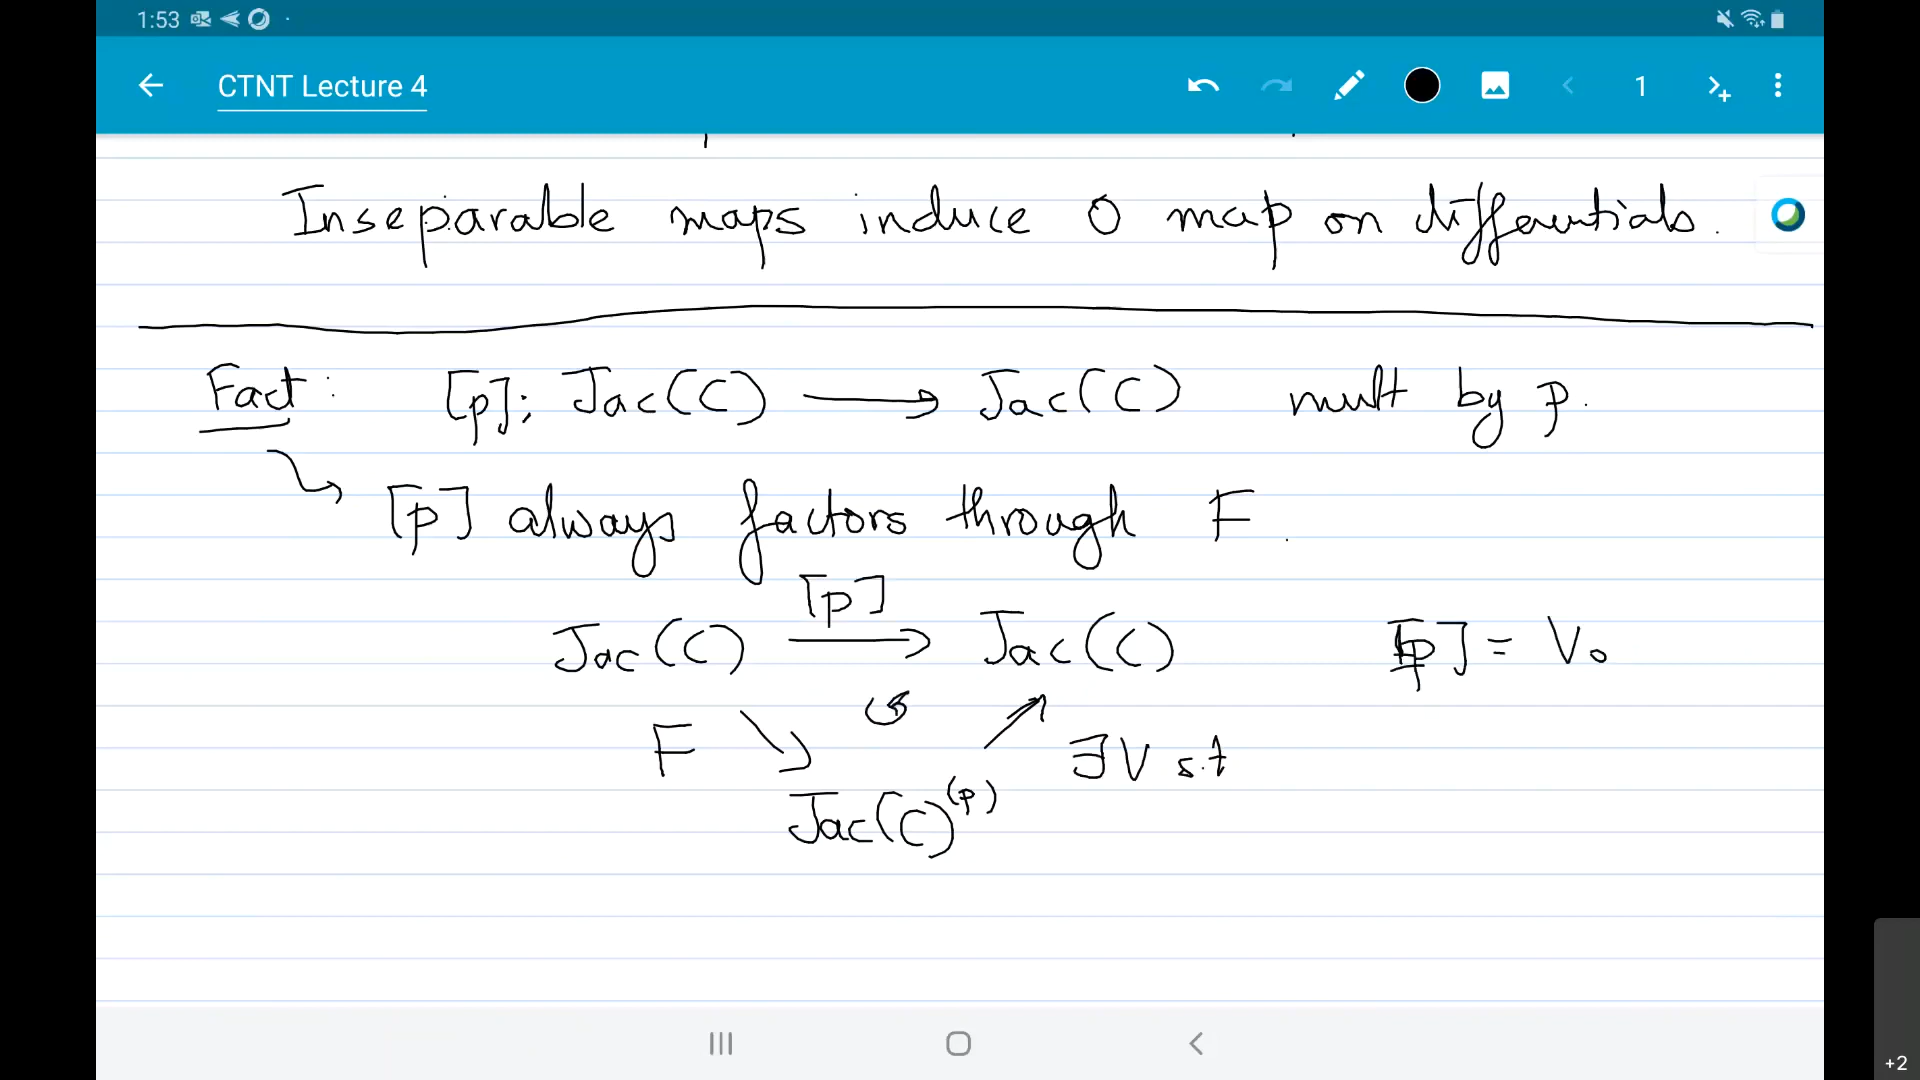 1:53
CTNT Lecture 4
1
Inseparable maps induce 0 map on differentials.
Fact: [p]: Jac(C) → Jac(C) mult by p.
[p] always factors through F.
[p]
Jac(C) → Jac(C) [p] = V∘
F ↘ ↺ ↗ ∃V s.t
Jac(C)^(p)
+2